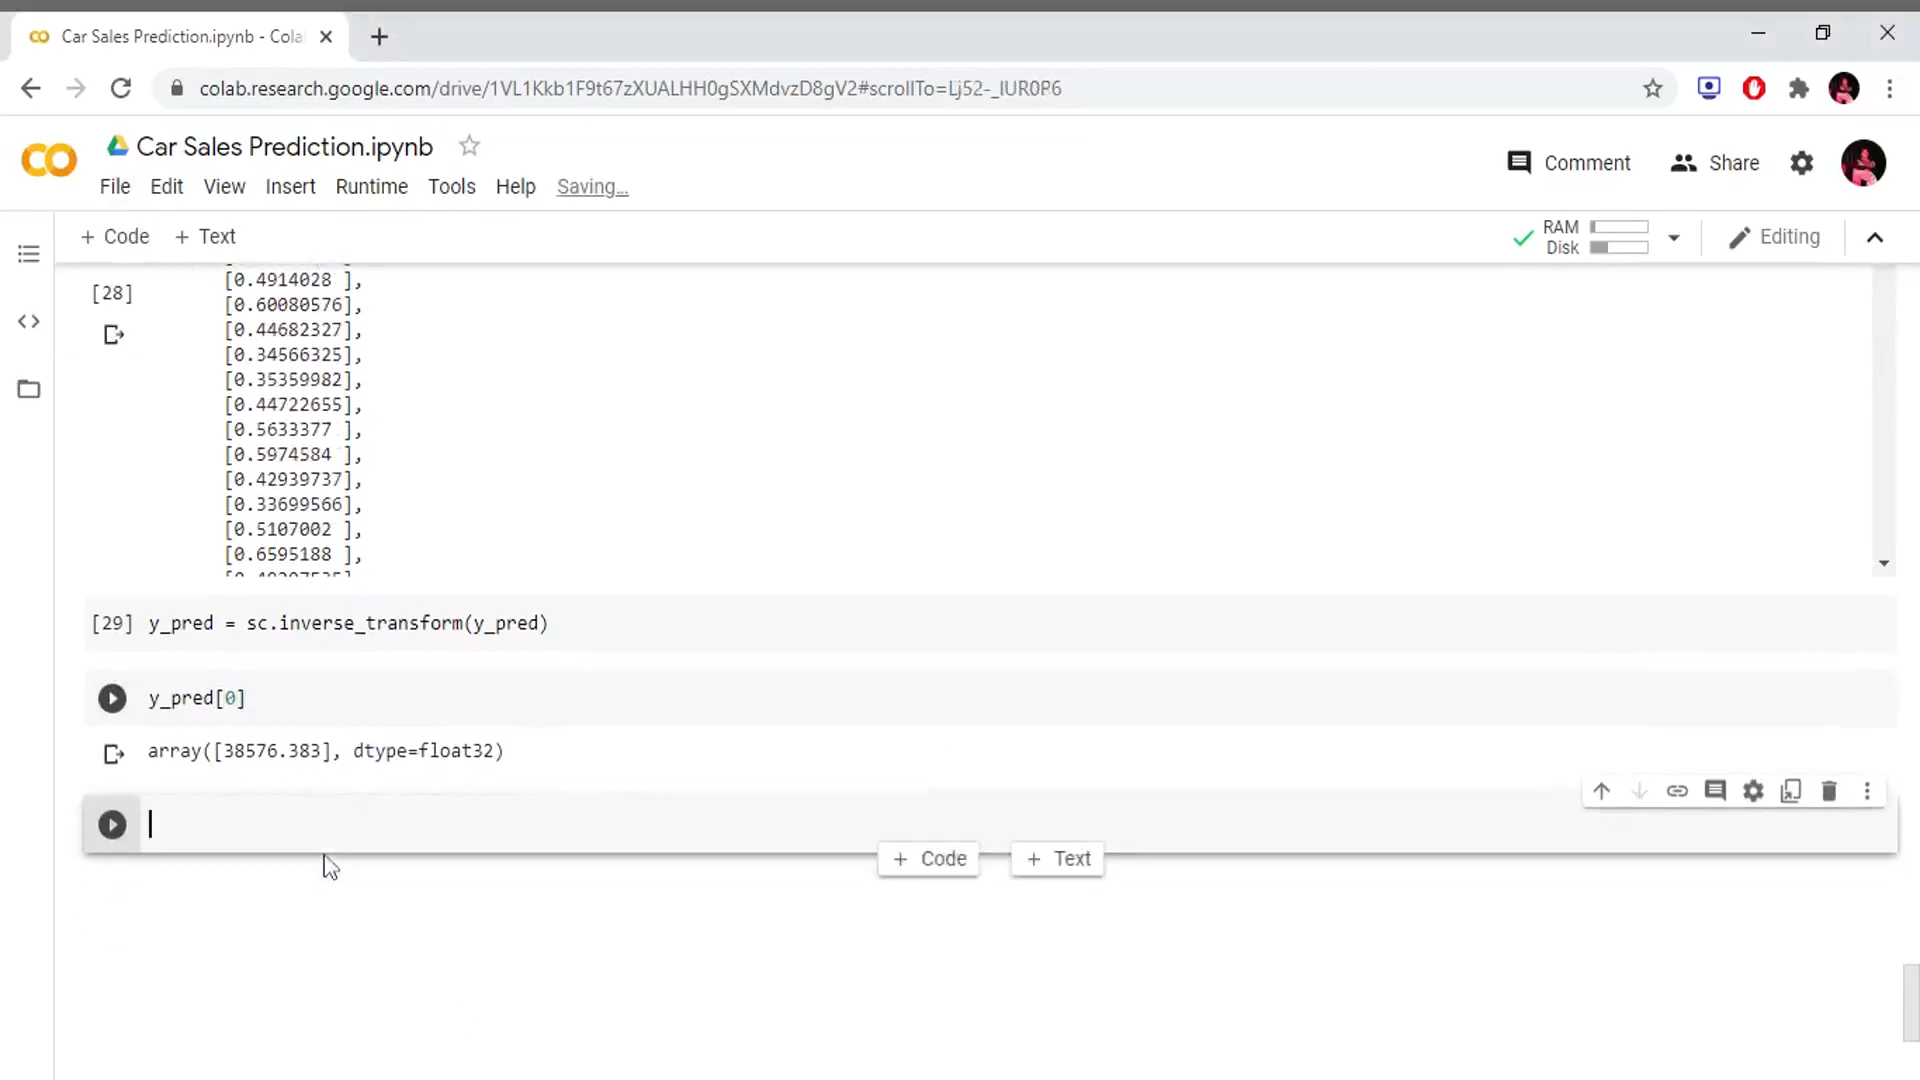 Car Sales Prediction.ipynb - Cola
colab.research.google.com/drive/1VL1Kkb1F9t67zXUALHH0gSXMdvzD8gV2#scrollTo=Lj52-_IUR0P6
Car Sales Prediction.ipynb
Comment
Share
File Edit View Insert Runtime Tools Help Saving...
+ Code + Text
RAM
Disk
Editing
[28]
[0.4914028 ],
[0.60080576],
[0.44682327],
[0.34566325],
[0.35359982],
[0.44722655],
[0.5633377 ],
[0.5974584 ],
[0.42939737],
[0.33699566],
[0.5107002 ],
[0.6595188 ],
[29] y_pred = sc.inverse_transform(y_pred)
y_pred[0]
array([38576.383], dtype=float32)
+ Code + Text